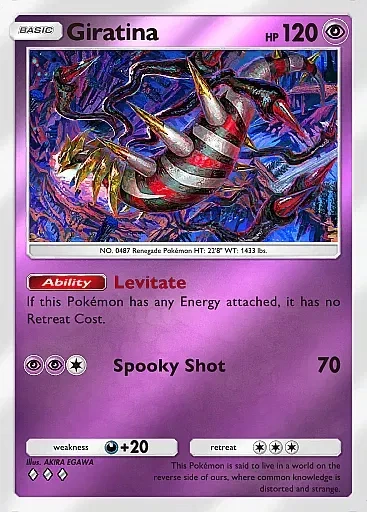 BASIC Giratina HP 120
NO. 0487 Renegade Pokémon HT: 22'8" WT: 1433 lbs.
Ability Levitate
If this Pokémon has any Energy attached, it has no
Retreat Cost.
Spooky Shot 70
weakness +20 retreat
Illus. AKIRA EGAWA
This Pokémon is said to live in a world on the
reverse side of ours, where common knowledge is
distorted and strange.